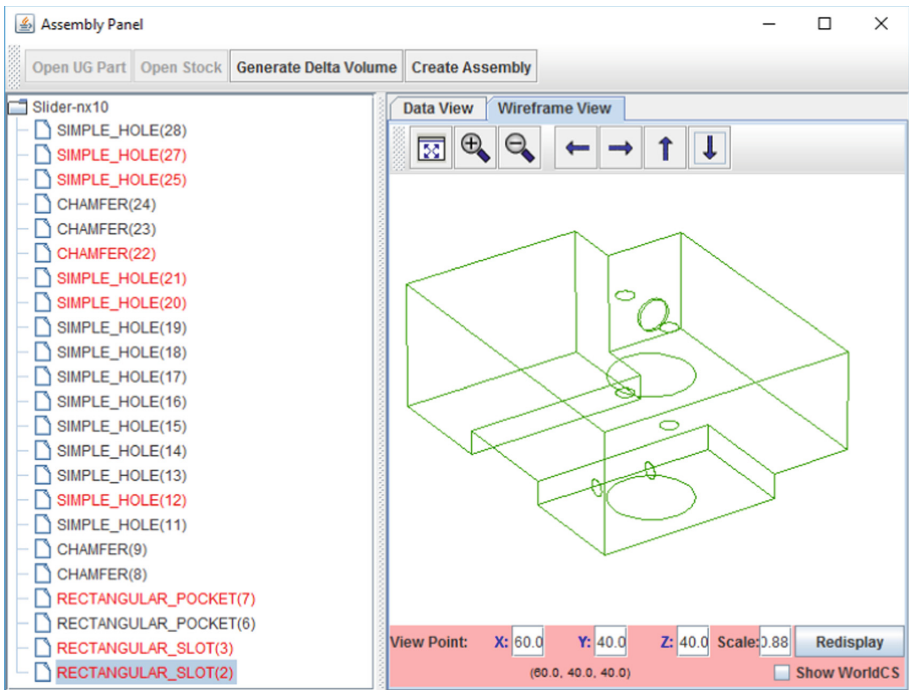 Assembly Panel
Open UG Part Open Stock Generate Delta Volume Create Assembly
Slider-nx10
SIMPLE_HOLE(28)
SIMPLE_HOLE(27)
SIMPLE_HOLE(25)
CHAMFER(24)
CHAMFER(23)
CHAMFER(22)
SIMPLE_HOLE(21)
SIMPLE_HOLE(20)
SIMPLE_HOLE(19)
SIMPLE_HOLE(18)
SIMPLE_HOLE(17)
SIMPLE_HOLE(16)
SIMPLE_HOLE(15)
SIMPLE_HOLE(14)
SIMPLE_HOLE(13)
SIMPLE_HOLE(12)
SIMPLE_HOLE(11)
CHAMFER(9)
CHAMFER(8)
RECTANGULAR_POCKET(7)
RECTANGULAR_POCKET(6)
RECTANGULAR_SLOT(3)
RECTANGULAR_SLOT(2)
Data View Wireframe View
View Point: X: 60.0 Y: 40.0 Z: 40.0 Scale: 0.88 Redisplay
(60.0, 40.0, 40.0) Show WorldCS